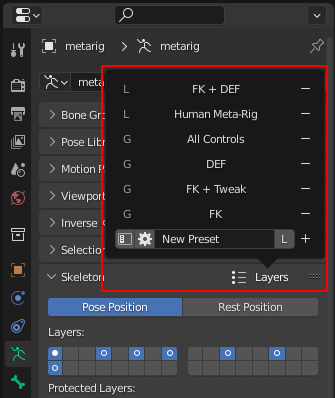 metarig > metarig
meta
Bone Gro
L FK + DEF −
Pose Libr
L Human Meta-Rig −
G All Controls −
Motion P
G DEF −
Viewport
G FK + Tweak −
Inverse K
G FK −
Selection
New Preset L +
Skeleton Layers
Pose Position Rest Position
Layers:
Protected Layers: